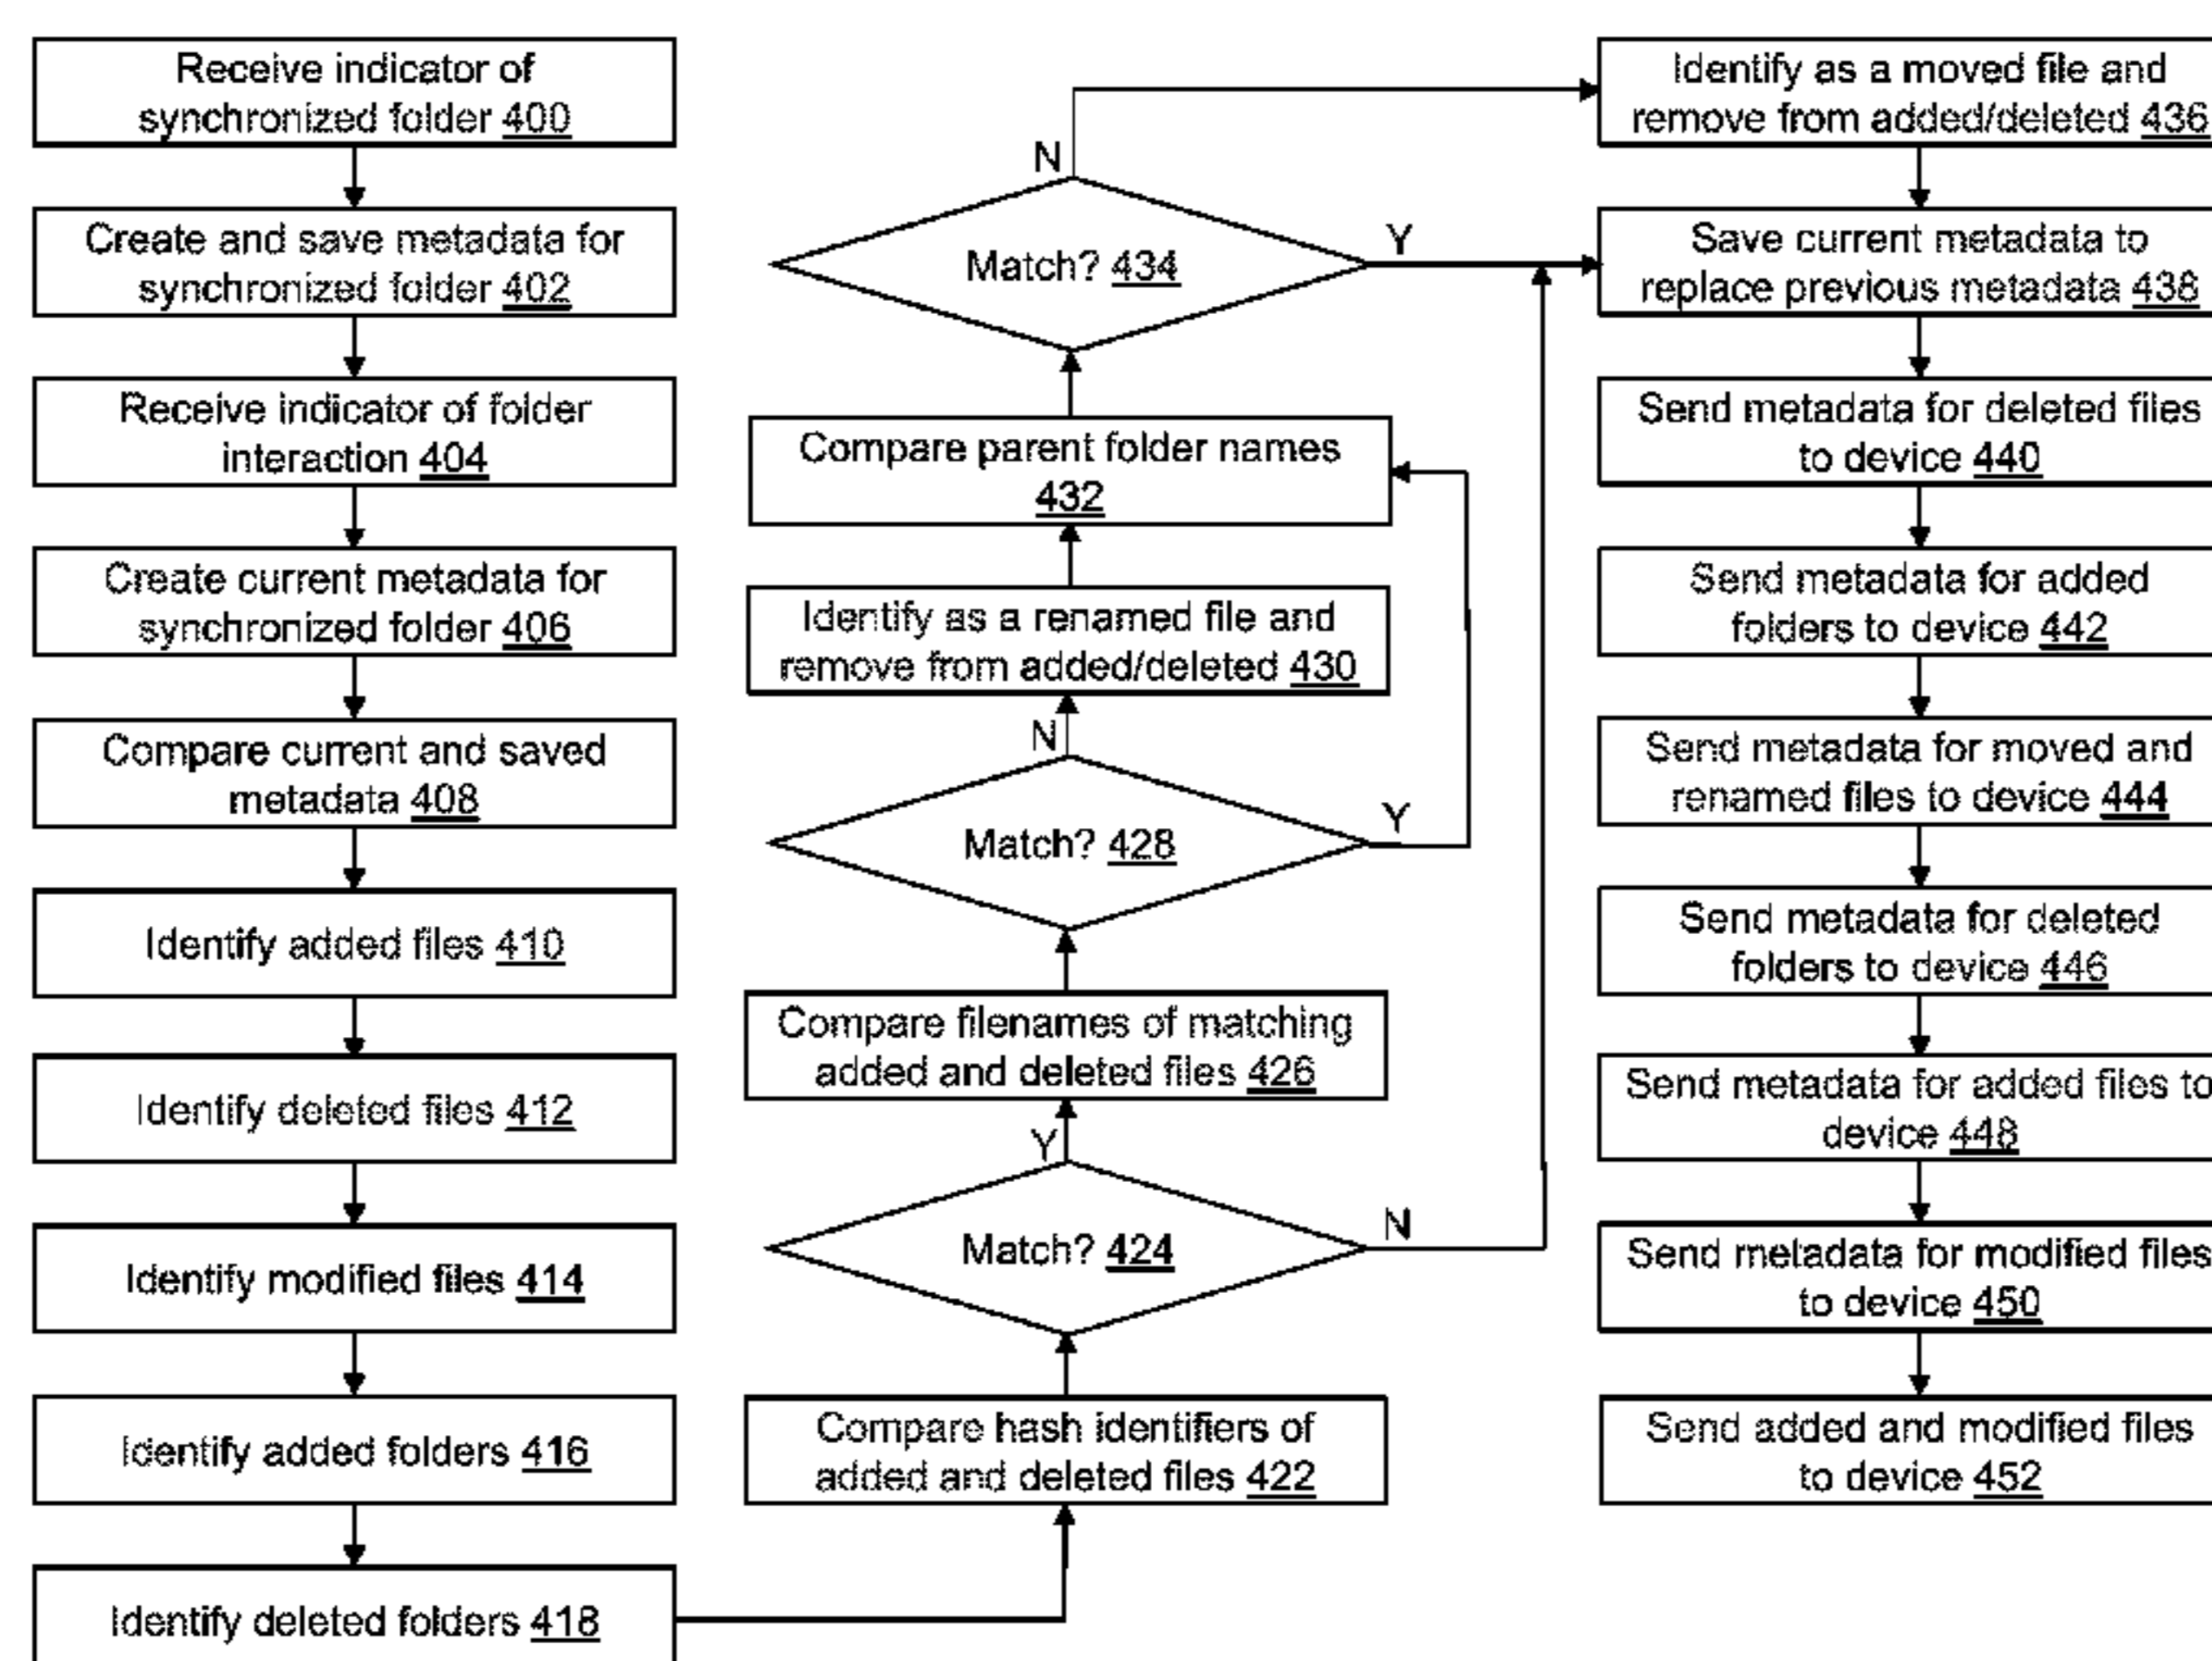 Receive indicator of
synchronized folder 400
Create and save metadata for
synchronized folder 402
Receive indicator of folder
interaction 404
Create current metadata for
synchronized folder 406
Compare current and saved
metadata 408
Identify added files 410
Identify deleted files 412
Identify modified files 414
Identify added folders 416
Identify deleted folders 418
Compare hash identifiers of
added and deleted files 422
Match? 424
Y
N
Compare filenames of matching
added and deleted files 426
Match? 428
N
Y
Identify as a renamed file and
remove from added/deleted 430
Compare parent folder names
432
Match? 434
N
Y
Identify as a moved file and
remove from added/deleted 436
Save current metadata to
replace previous metadata 438
Send metadata for deleted files
to device 440
Send metadata for added
folders to device 442
Send metadata for moved and
renamed files to device 444
Send metadata for deleted
folders to device 446
Send metadata for added files to
device 448
Send metadata for modified files
to device 450
Send added and modified files
to device 452